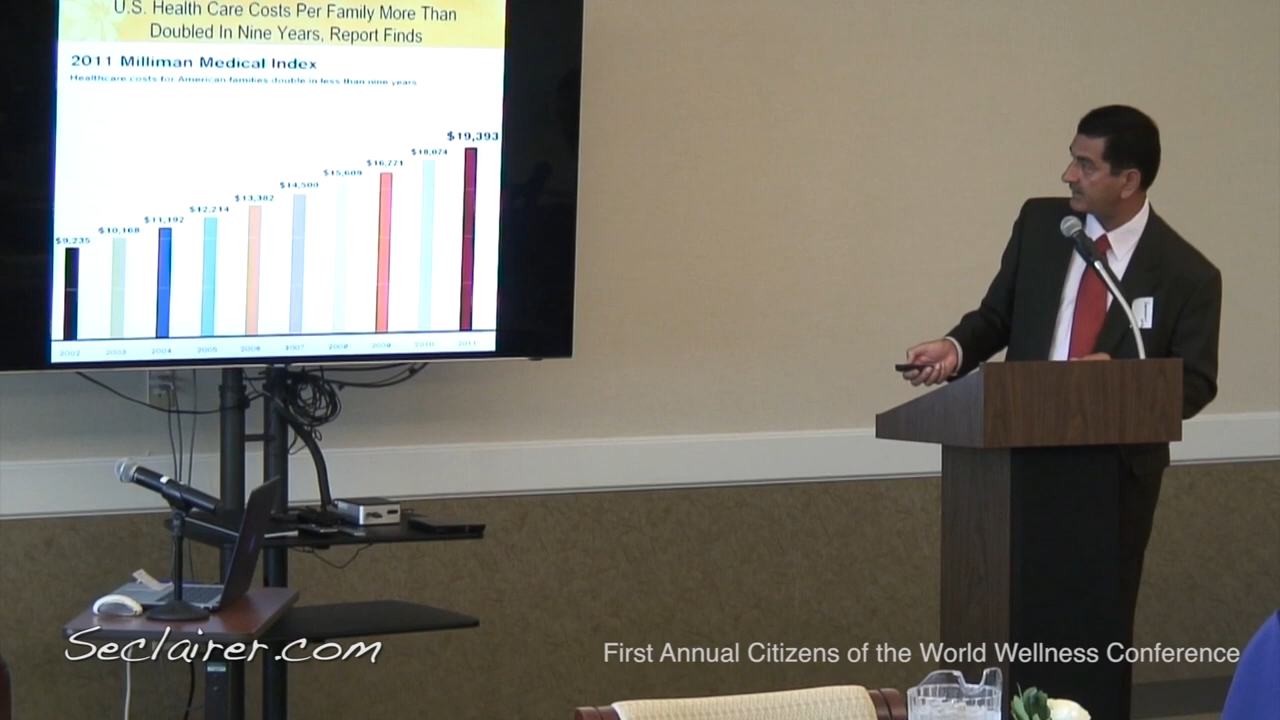 U.S. Health Care Costs Per Family More Than
Doubled In Nine Years, Report Finds
2011 Milliman Medical Index
Healthcare costs for American families double in less than nine years
$19,393
$18,074
$16,771
$15,609
$14,500
$13,382
$12,214
$11,192
$10,168
$9,235
2002 2003 2004 2005 2006 2007 2008 2009 2010 2011
Seclairer.com
First Annual Citizens of the World Wellness Conference